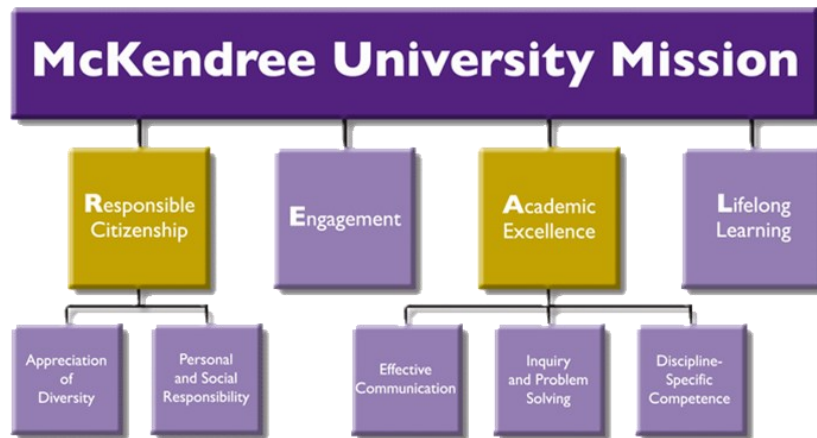 McKendree University Mission
Responsible
Citizenship
Engagement
Academic
Excellence
Lifelong
Learning
Appreciation
of
Diversity
Personal
and Social
Responsibility
Effective
Communication
Inquiry
and Problem
Solving
Discipline-
Specific
Competence